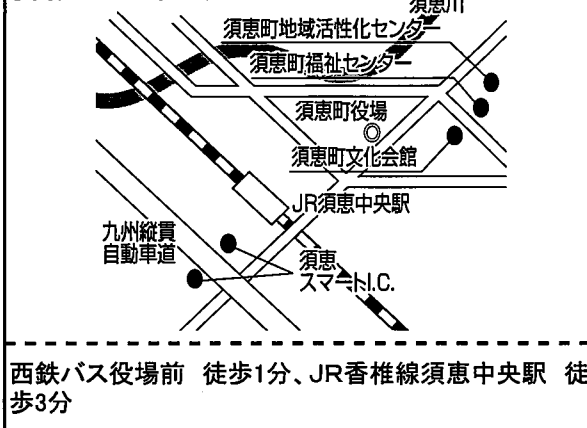 須恵川
須恵町地域活性化センター
須恵町福祉センター
須恵町役場
須恵町文化会館
JR須恵中央駅
九州縦貫
自動車道
須恵
スマートI.C.
西鉄バス役場前 徒歩1分、JR香椎線須恵中央駅 徒
歩3分